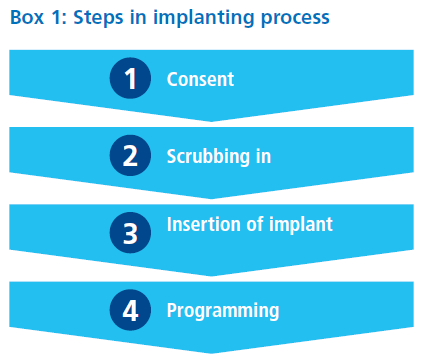 Box 1: Steps in implanting process
1 Consent
2 Scrubbing in
3 Insertion of implant
4 Programming